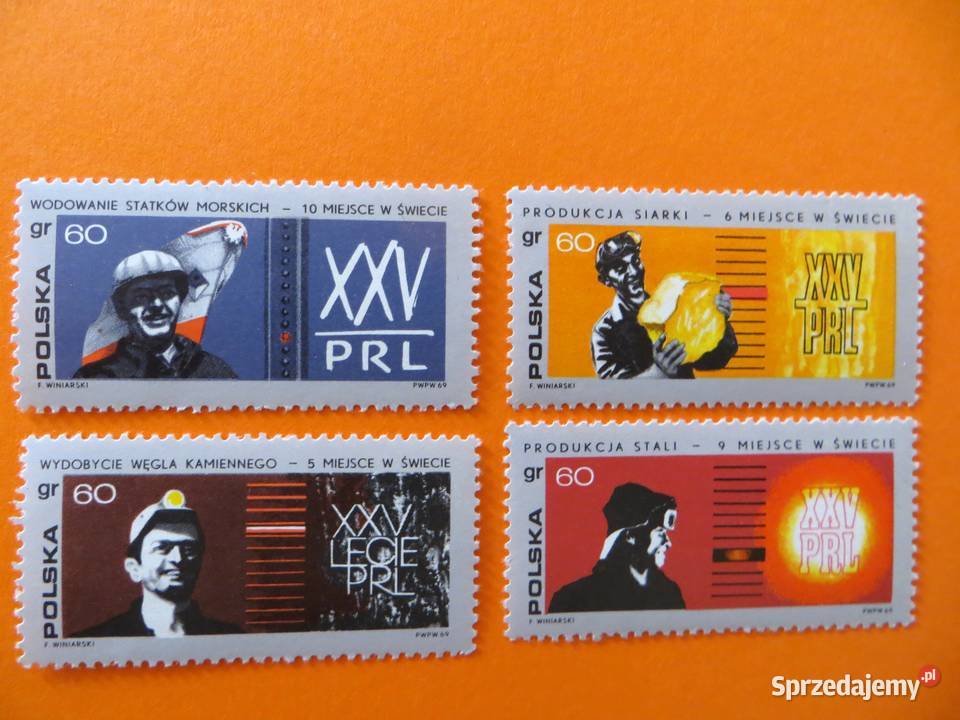 WODOWANIE STATKÓW MORSKICH – 10 MIEJSCE W ŚWIECIE
gr 60
POLSKA
XXV
PRL
F. WINIARSKI
PWPW 69
PRODUKCJA SIARKI – 6 MIEJSCE W ŚWIECIE
gr 60
POLSKA
XXV
PRL
F. WINIARSKI
PWPW 69
WYDOBYCIE WĘGLA KAMIENNEGO – 5 MIEJSCE W ŚWIECIE
gr 60
POLSKA
XXV
LECIE
PRL
F. WINIARSKI
PWPW 69
PRODUKCJA STALI – 9 MIEJSCE W ŚWIECIE
gr 60
POLSKA
XXV
PRL
F. WINIARSKI
PWPW 69
Sprzedajemy.pl